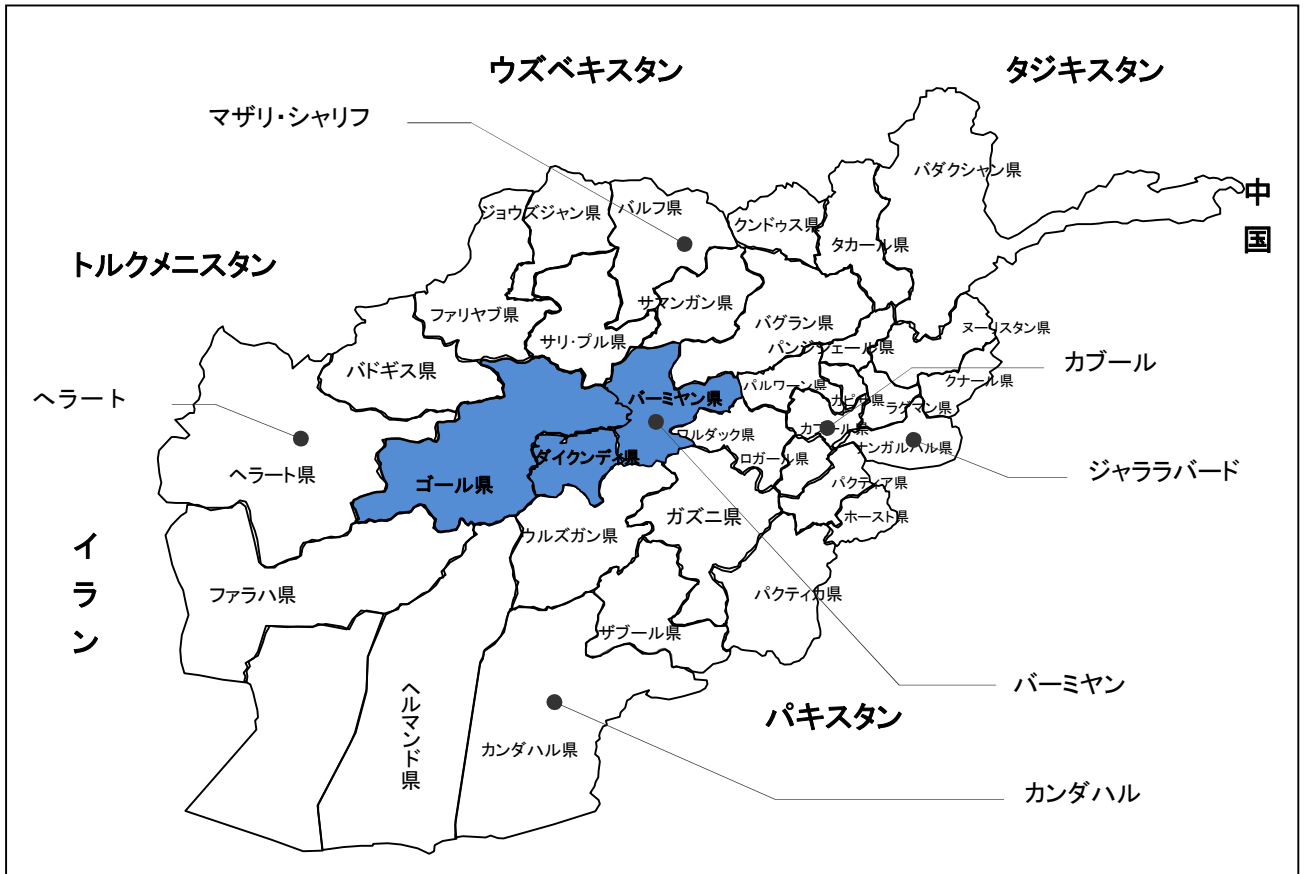 ウズベキスタン
タジキスタン
マザリ・シャリフ
バダクシャン県
中国
ジョウズジャン県
バルフ県
クンドゥス県
タカール県
トルクメニスタン
ファリヤブ県
サマンガン県
サリ・プル県
バグラン県
ヌーリスタン県
パンジシェール県
カブール
バドギス県
パルワーン県
クナール県
ヘラート
バーミヤン県
カピサ県
ラグマン県
カブール県
ワルダック県
ナンガルハル県
ダイクンディ県
ロガール県
ジャララバード
ヘラート県
ゴール県
パクティア県
ガズニ県
ホースト県
ウルズガン県
イラン
ファラハ県
パクティカ県
ザブール県
ヘルマンド県
バーミヤン
パキスタン
カンダハル県
カンダハル